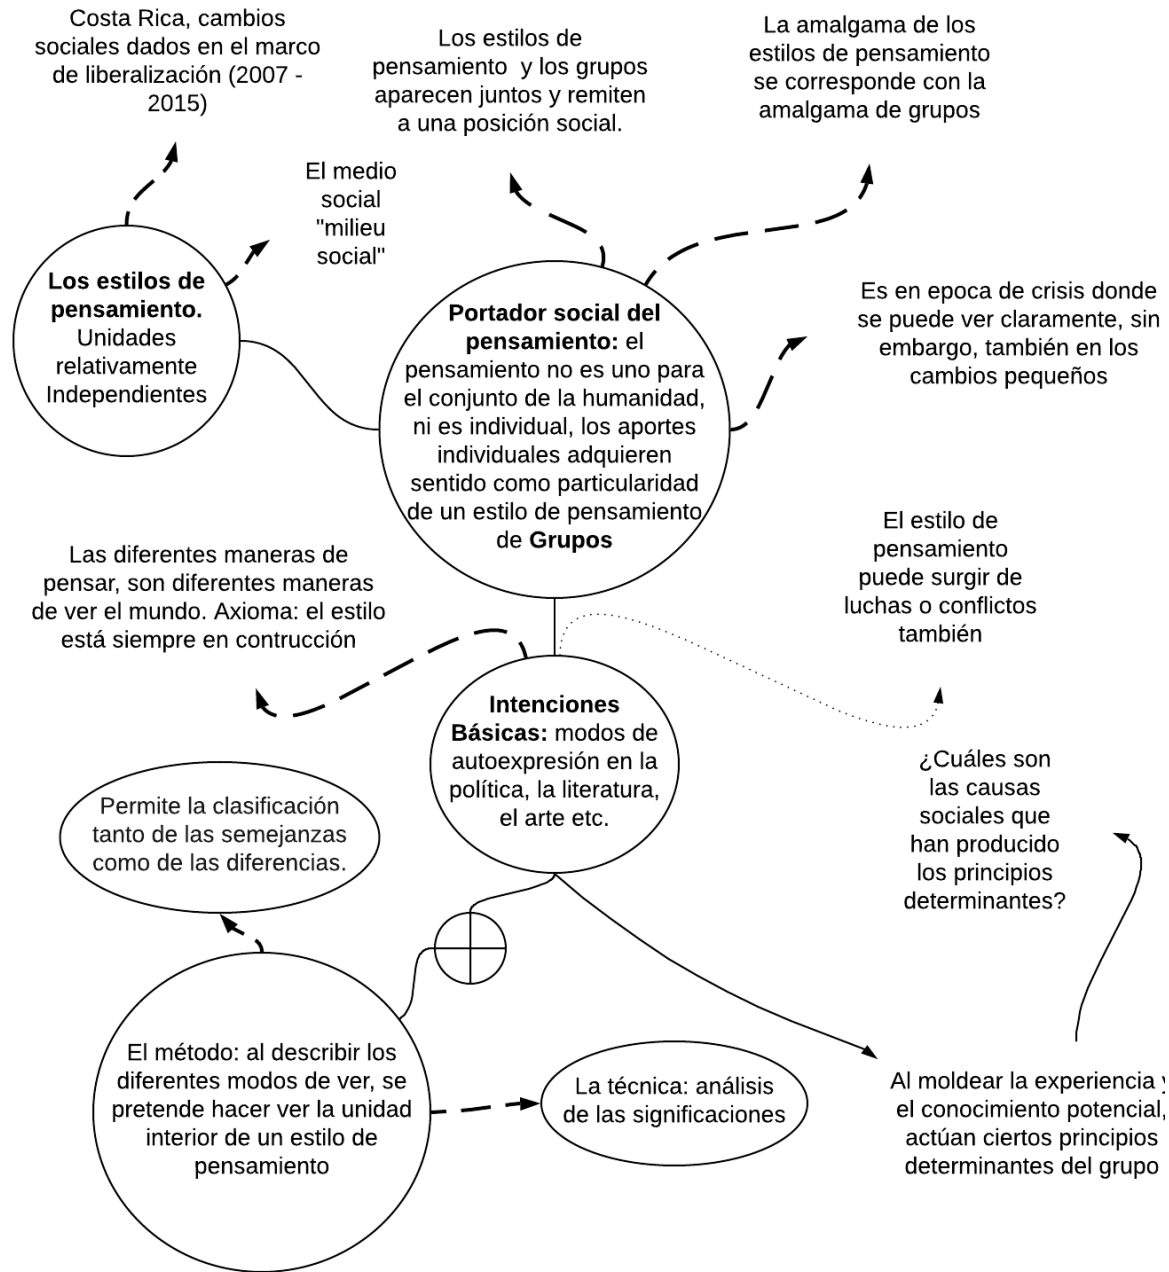 Costa Rica, cambios
sociales dados en el marco
de liberalización (2007 -
2015)
Los estilos de
pensamiento y los grupos
aparecen juntos y remiten
a una posición social.
La amalgama de los
estilos de pensamiento
se corresponde con la
amalgama de grupos
El medio
social
"milieu
social"
Los estilos de
pensamiento.
Unidades
relativamente
Independientes
Portador social del
pensamiento: el
pensamiento no es uno para
el conjunto de la humanidad,
ni es individual, los aportes
individuales adquieren
sentido como particularidad
de un estilo de pensamiento
de Grupos
Es en epoca de crisis donde
se puede ver claramente, sin
embargo, también en los
cambios pequeños
El estilo de
pensamiento
puede surgir de
luchas o conflictos
también
Las diferentes maneras de
pensar, son diferentes maneras
de ver el mundo. Axioma: el estilo
está siempre en contrucción
Intenciones
Básicas: modos de
autoexpresión en la
política, la literatura,
el arte etc.
¿Cuáles son
las causas
sociales que
han producido
los principios
determinantes?
Permite la clasificación
tanto de las semejanzas
como de las diferencias.
El método: al describir los
diferentes modos de ver, se
pretende hacer ver la unidad
interior de un estilo de
pensamiento
La técnica: análisis
de las significaciones
Al moldear la experiencia y
el conocimiento potencial,
actúan ciertos principios
determinantes del grupo